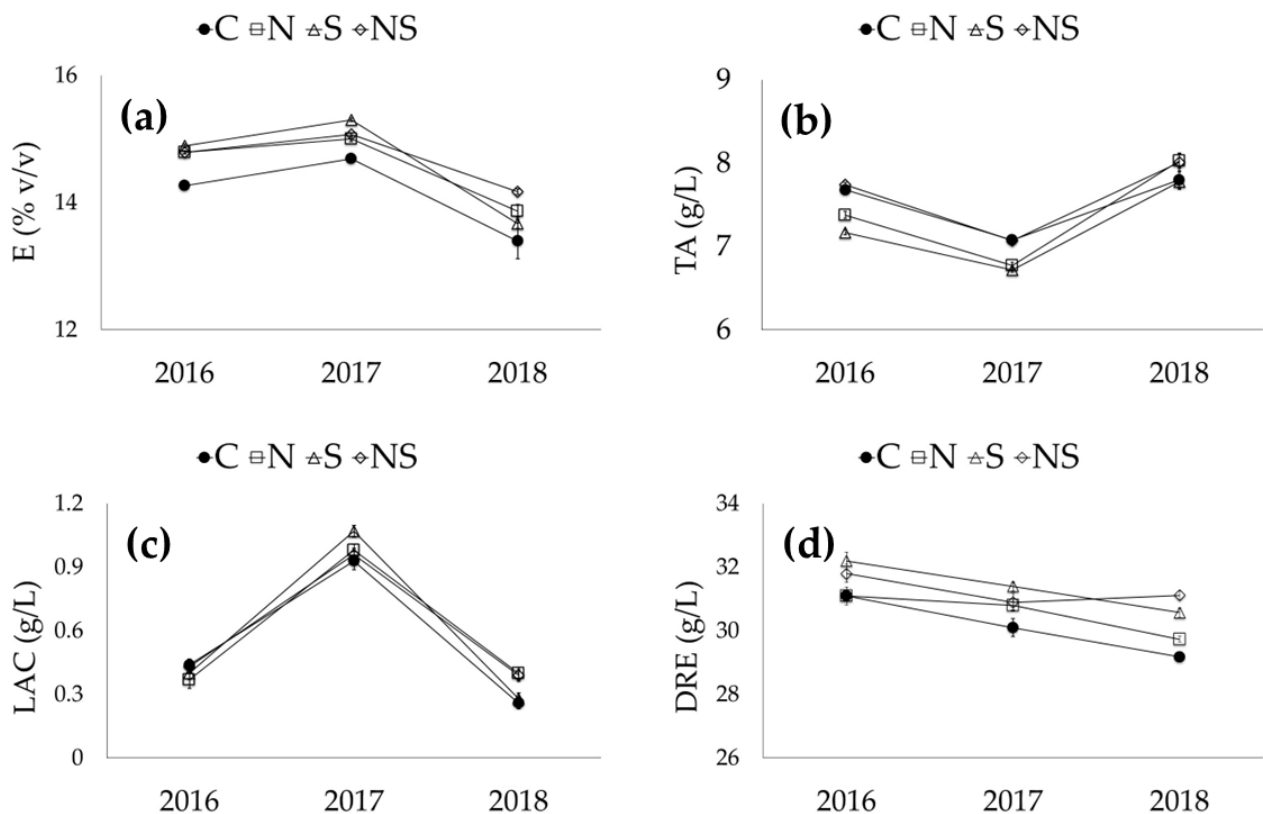 C N S NS
(a)
E (% v/v)
16
14
12
2016 2017 2018
C N S NS
(b)
TA (g/L)
9
8
7
6
2016 2017 2018
C N S NS
(c)
LAC (g/L)
1.2
0.9
0.6
0.3
0
2016 2017 2018
C N S NS
(d)
DRE (g/L)
34
32
30
28
26
2016 2017 2018